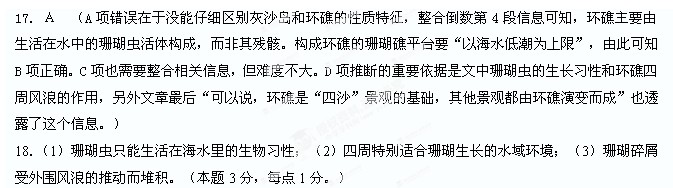 17. A （A 项错误在于没能仔细区别灰沙岛和环礁的性质特征，整合倒数第 4 段信息可知，环礁主要由
生活在水中的珊瑚虫活体构成，而非其残骸。构成环礁的珊瑚礁平台要“以海水低潮为上限”，由此可知
B 项正确。C 项也需要整合相关信息，但难度不大。D 项推断的重要依据是文中珊瑚虫的生长习性和环礁四
周风浪的作用，另外文章最后“可以说，环礁是“四沙”景观的基础，其他景观都由环礁演变而成”也透
露了这个信息。）
18.（1）珊瑚虫只能生活在海水里的生物习性；（2）四周特别适合珊瑚生长的水域环境；（3）珊瑚碎屑
受外围风浪的推动而堆积。（本题 3 分，每点 1 分。）